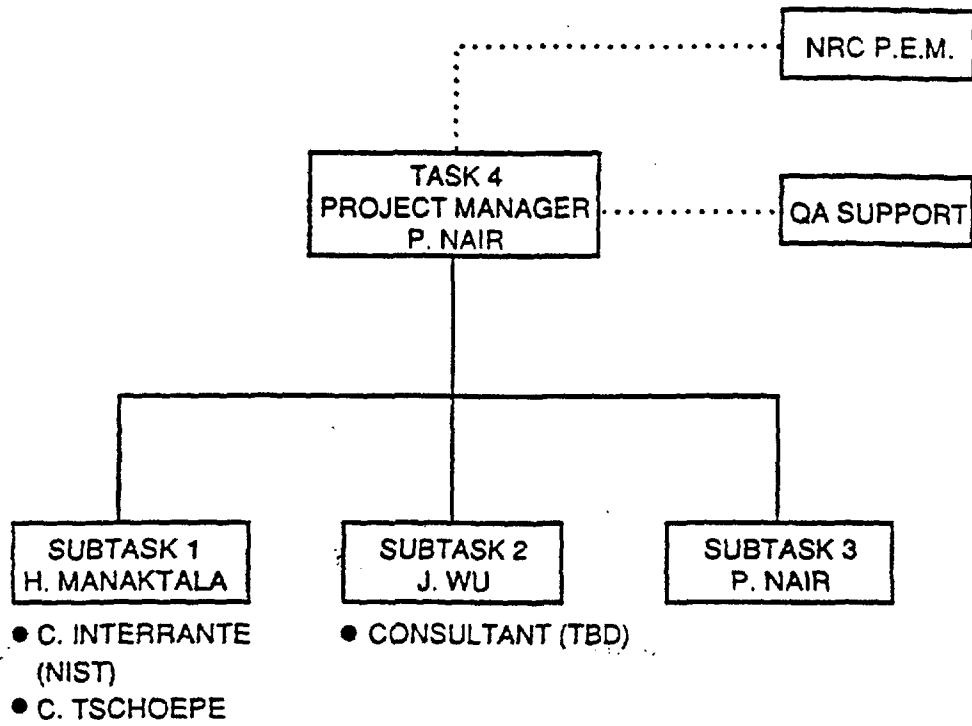 NRC P.E.M.
TASK 4
PROJECT MANAGER
P. NAIR
QA SUPPORT
SUBTASK 1
H. MANAKTALA
● C. INTERRANTE
(NIST)
● C. TSCHOEPE
SUBTASK 2
J. WU
● CONSULTANT (TBD)
SUBTASK 3
P. NAIR